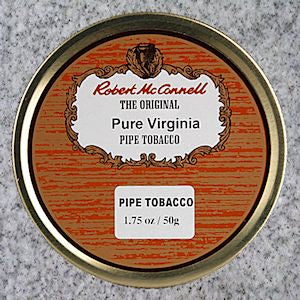 Robert McConnell
THE ORIGINAL
Pure Virginia
PIPE TOBACCO
PIPE TOBACCO
1.75 oz / 50g